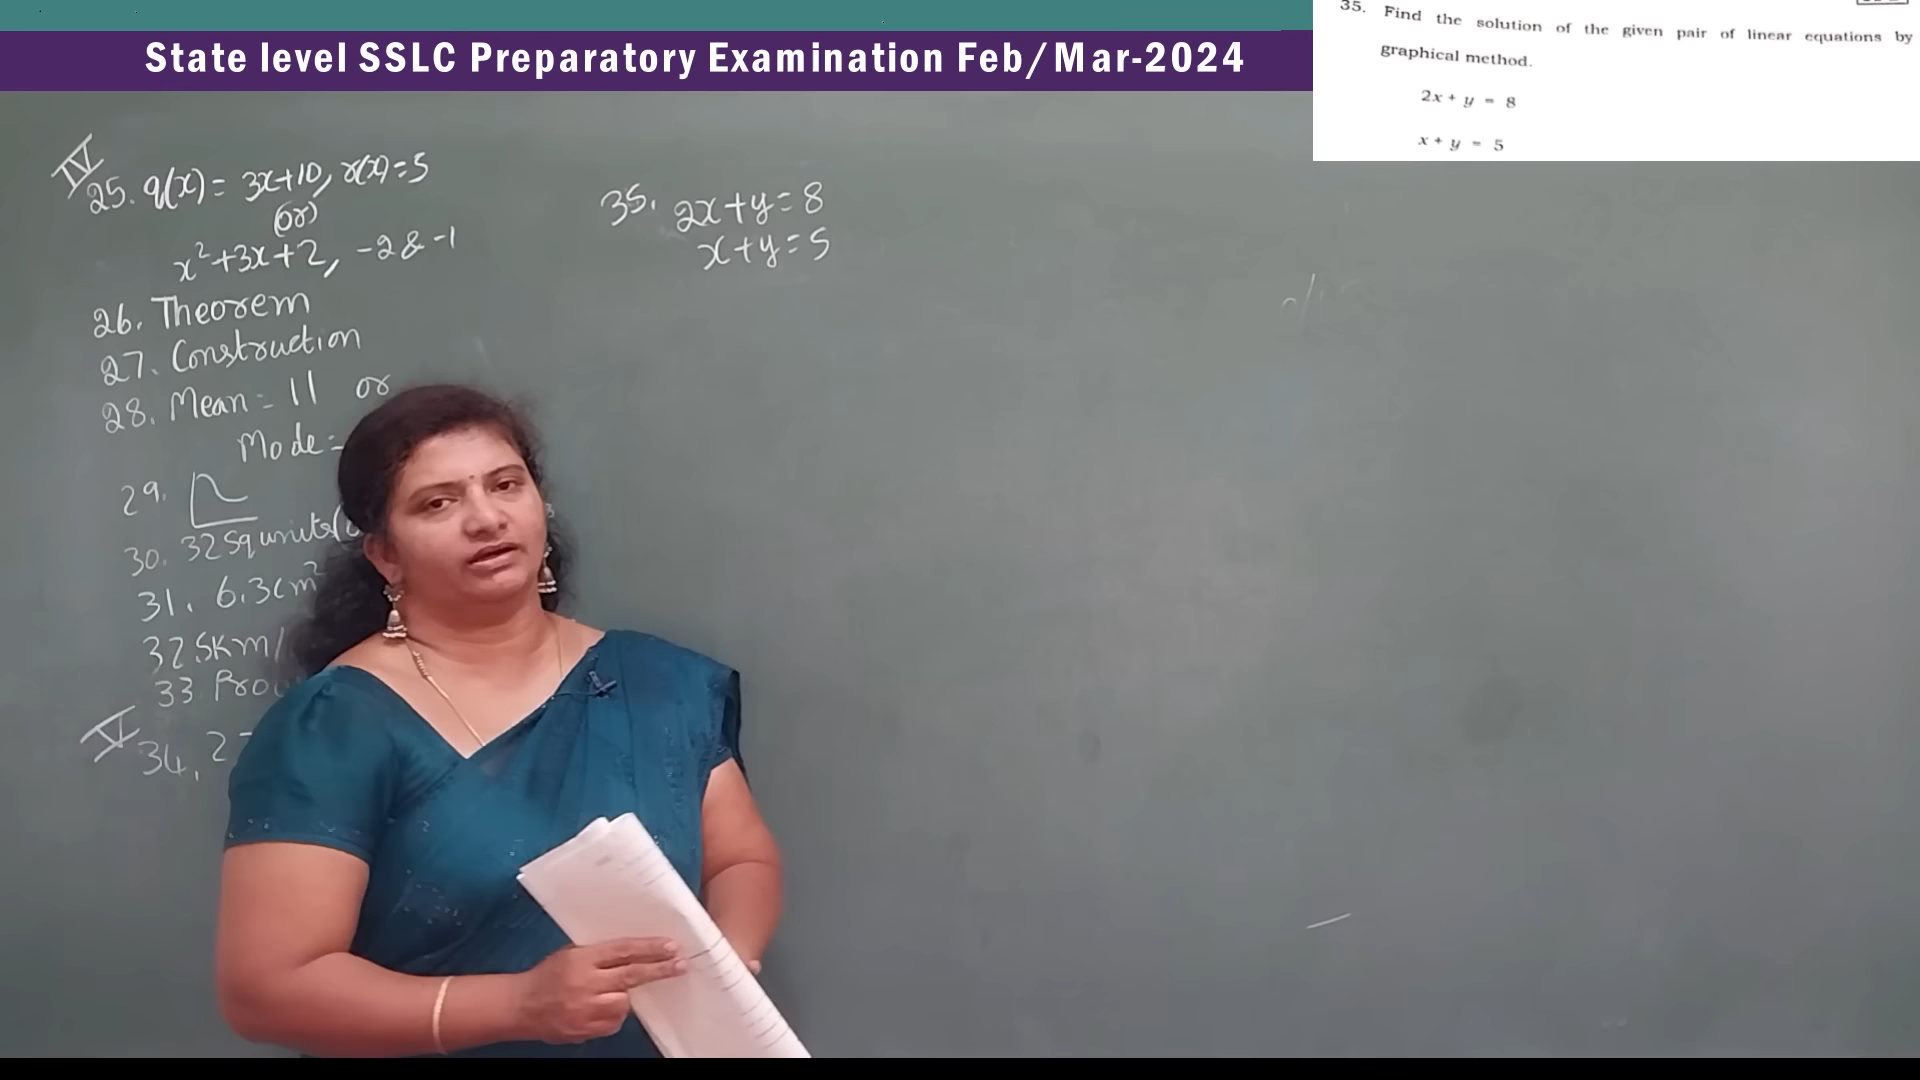 State level SSLC Preparatory Examination Feb/Mar-2024
35. Find the solution of the given pair of linear equations by
graphical method.
2x + y = 8
x + y = 5
IV
25. q(x) = 3x+10, r(x)=5
(or)
x²+3x+2, -2 & -1
26. Theorem
27. Construction
28. Mean = 11 or
Mode =
29.
30. 32 sq units
31. 6.3cm²
32. 5Km/
33.
V
34, 2
35. 2x+y=8
x+y=5